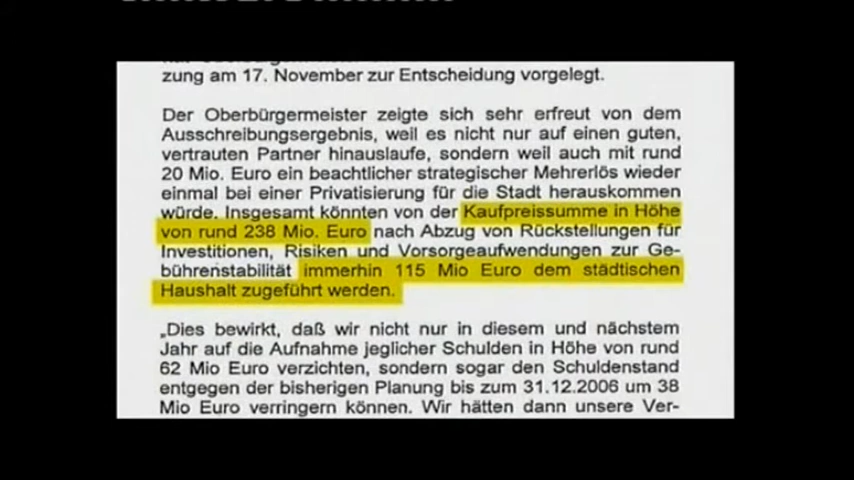 zung am 17. November zur Entscheidung vorgelegt.
Der Oberbürgermeister zeigte sich sehr erfreut von dem
Ausschreibungsergebnis, weil es nicht nur auf einen guten,
vertrauten Partner hinauslaufe, sondern weil auch mit rund
20 Mio. Euro ein beachtlicher strategischer Mehrerlös wieder
einmal bei einer Privatisierung für die Stadt herauskommen
würde. Insgesamt könnten von der Kaufpreissumme in Höhe
von rund 238 Mio. Euro nach Abzug von Rückstellungen für
Investitionen, Risiken und Vorsorgeaufwendungen zur Ge-
bührenstabilität immerhin 115 Mio Euro dem städtischen
Haushalt zugeführt werden.
„Dies bewirkt, daß wir nicht nur in diesem und nächstem
Jahr auf die Aufnahme jeglicher Schulden in Höhe von rund
62 Mio Euro verzichten, sondern sogar den Schuldenstand
entgegen der bisherigen Planung bis zum 31.12.2006 um 38
Mio Euro verringern können. Wir hätten dann unsere Ver-